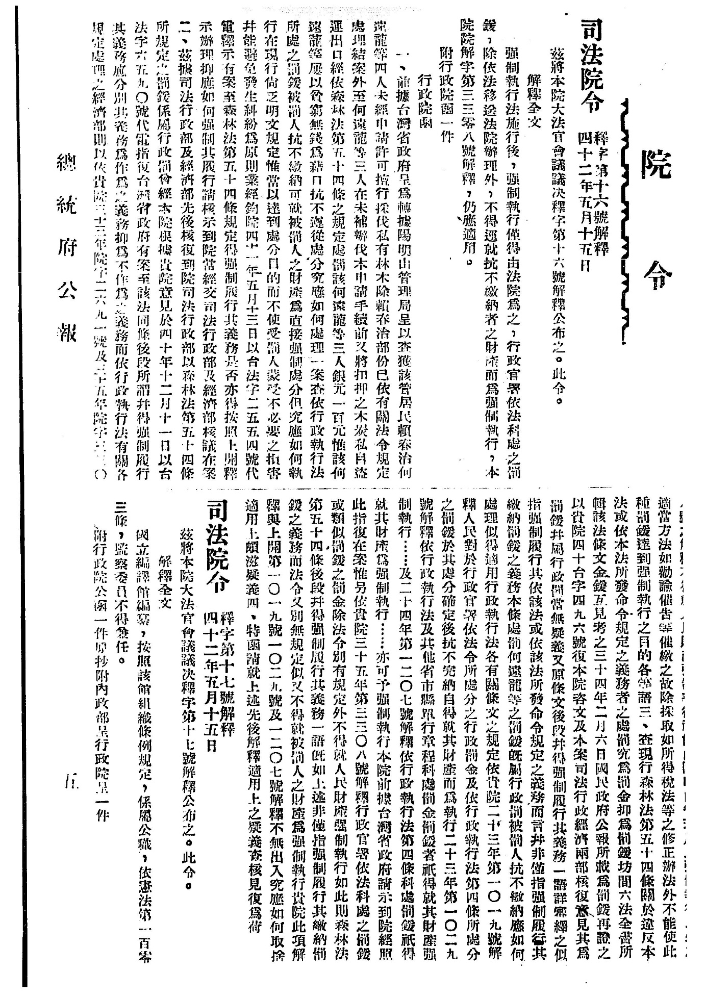 院令
司法院令
釋字第十六號解釋
四十二年五月十五日
茲將本院大法官會議議决釋字第十六號解釋公布之。此令。
解釋全文
强制執行法施行後，强制執行僅得由法院爲之，行政官署依法科處之罰
鍰，除依法移送法院辦理外，不得逕就抗不繳納者之財產而爲强制執行，本
院院解字第三三零八號解釋，仍應適用。
附行政院函一件
行政院函
一、前據台灣省政府呈爲轉據陽明山管理局呈以查獲該管居民賴春治何
遠龍等四人未經申請許可擅行採伐私有林木除賴春治部份已依有關法令規定
處理結案外至何遠龍等三人在未補辦伐木申請手續前又將扣押之木炭私自盜
運出口經依森林法第五十四條之規定處罰該何遠龍等三人銀元一百元惟該何
遠龍等屢以貧窮無錢爲藉口抗不遵從處分究應如何處理一案查依行政執行法
所處之罰鍰被罰人抗不繳納可就被罰人之財產爲直接强制處分但究應如何執
行在現行尚乏明文規定惟當以達到處分目的而不使受罰人蒙受不必要之損害
幷能避免發生糾紛爲原則業經鈞院四十一年五月十三日以台法字二五五四號代
電釋示有案至森林法第五十四條規定得强制履行其義務是否亦得按照上開釋
示辦理抑應如何强制其履行請核示到院當經交司法行政部及經濟部核議在案
二、茲據司法行政部及經濟部先後核復到院司法行政部以森林法第五十四條
所規定之罰鍰係屬行政罰曾經本院根據貴院意見於四十年十二月十一日以台
法字六五九〇號代電指復台灣省政府有案至該法同條後段所謂幷得强制履行
其義務應分別其義務爲作爲之義務抑爲不作爲之義務而依行政執行法有關各
規定處理之經濟部則以依貴院三十三年院字二六九一號及三十五年院字三三〇
適當方法如勸諭催告等催繳之故除採取如所得稅法等之修正辦法外不能使此
種罰鍰達到强制執行之目的各等語三、查現行森林法第五十四條關於違反本
法或依本法所發命令規定之義務者之處罰究爲罰金抑爲罰鍰坊間六法全書所
輯該法條文金鍰互見考之三十四年二月六日國民政府公報所載爲罰鍰再證之
以貴院四十台字四九六號復本院咨文及本案司法行政經濟兩部核復意見其爲
罰鍰幷屬行政罰當無疑義又原條文後段幷得强制履行其義務一語詳繹之似
指强制履行其依該法或依該法所發命令規定之義務而言幷非僅指强制履行其
繳納罰鍰之義務本條處罰何遠龍等之罰鍰旣屬行政罰被罰人抗不繳納應如何
處理似得適用行政執行法各有關條文之規定依貴院二十三年第一〇一九號解
釋人民對於行政官署依法令所處分之行政罰金及依行政執行法第四條所處分
之罰鍰於其處分確定後抗不完納自得就其財產而爲執行二十三年第一〇二九
號解釋依行政執行法及其他省市縣單行章程科處罰金罰鍰者祇得就其財產强
制執行……及二十四年第一二〇七號解釋依行政執行法第四條科處罰鍰祇得
就其財產爲强制執行……亦可予强制執行本院前據台灣省政府請示到院經照
此指復在案惟另依貴院三十五年第三三〇八號解釋行政官署依法科處之罰鍰
或類似罰鍰之罰金除法令別有規定外不得就人民財產强制執行如此則森林法
第五十四條後段幷得强制履行其義務一語旣如上述非僅指强制履行其繳納罰
鍰之義務而法令又別無規定似又不得就被罰人之財產爲强制執行貴院此項解
釋與上開第一〇一九號一〇二九號及一二〇七號解釋不無出入究應如何取捨
適用上頗滋疑義四、特函請就上述先後解釋適用上之疑義查核見復爲荷
司法院令
釋字第十七號解釋
四十二年五月十五日
茲將本院大法官會議議决釋字第十七號解釋公布之。此令。
解釋全文
國立編譯館編纂，按照該館組織條例規定，係屬公職，依憲法第一百零
三條，監察委員不得兼任。
附行政院公函一件原抄附內政部呈行政院呈一件
總統府公報
五